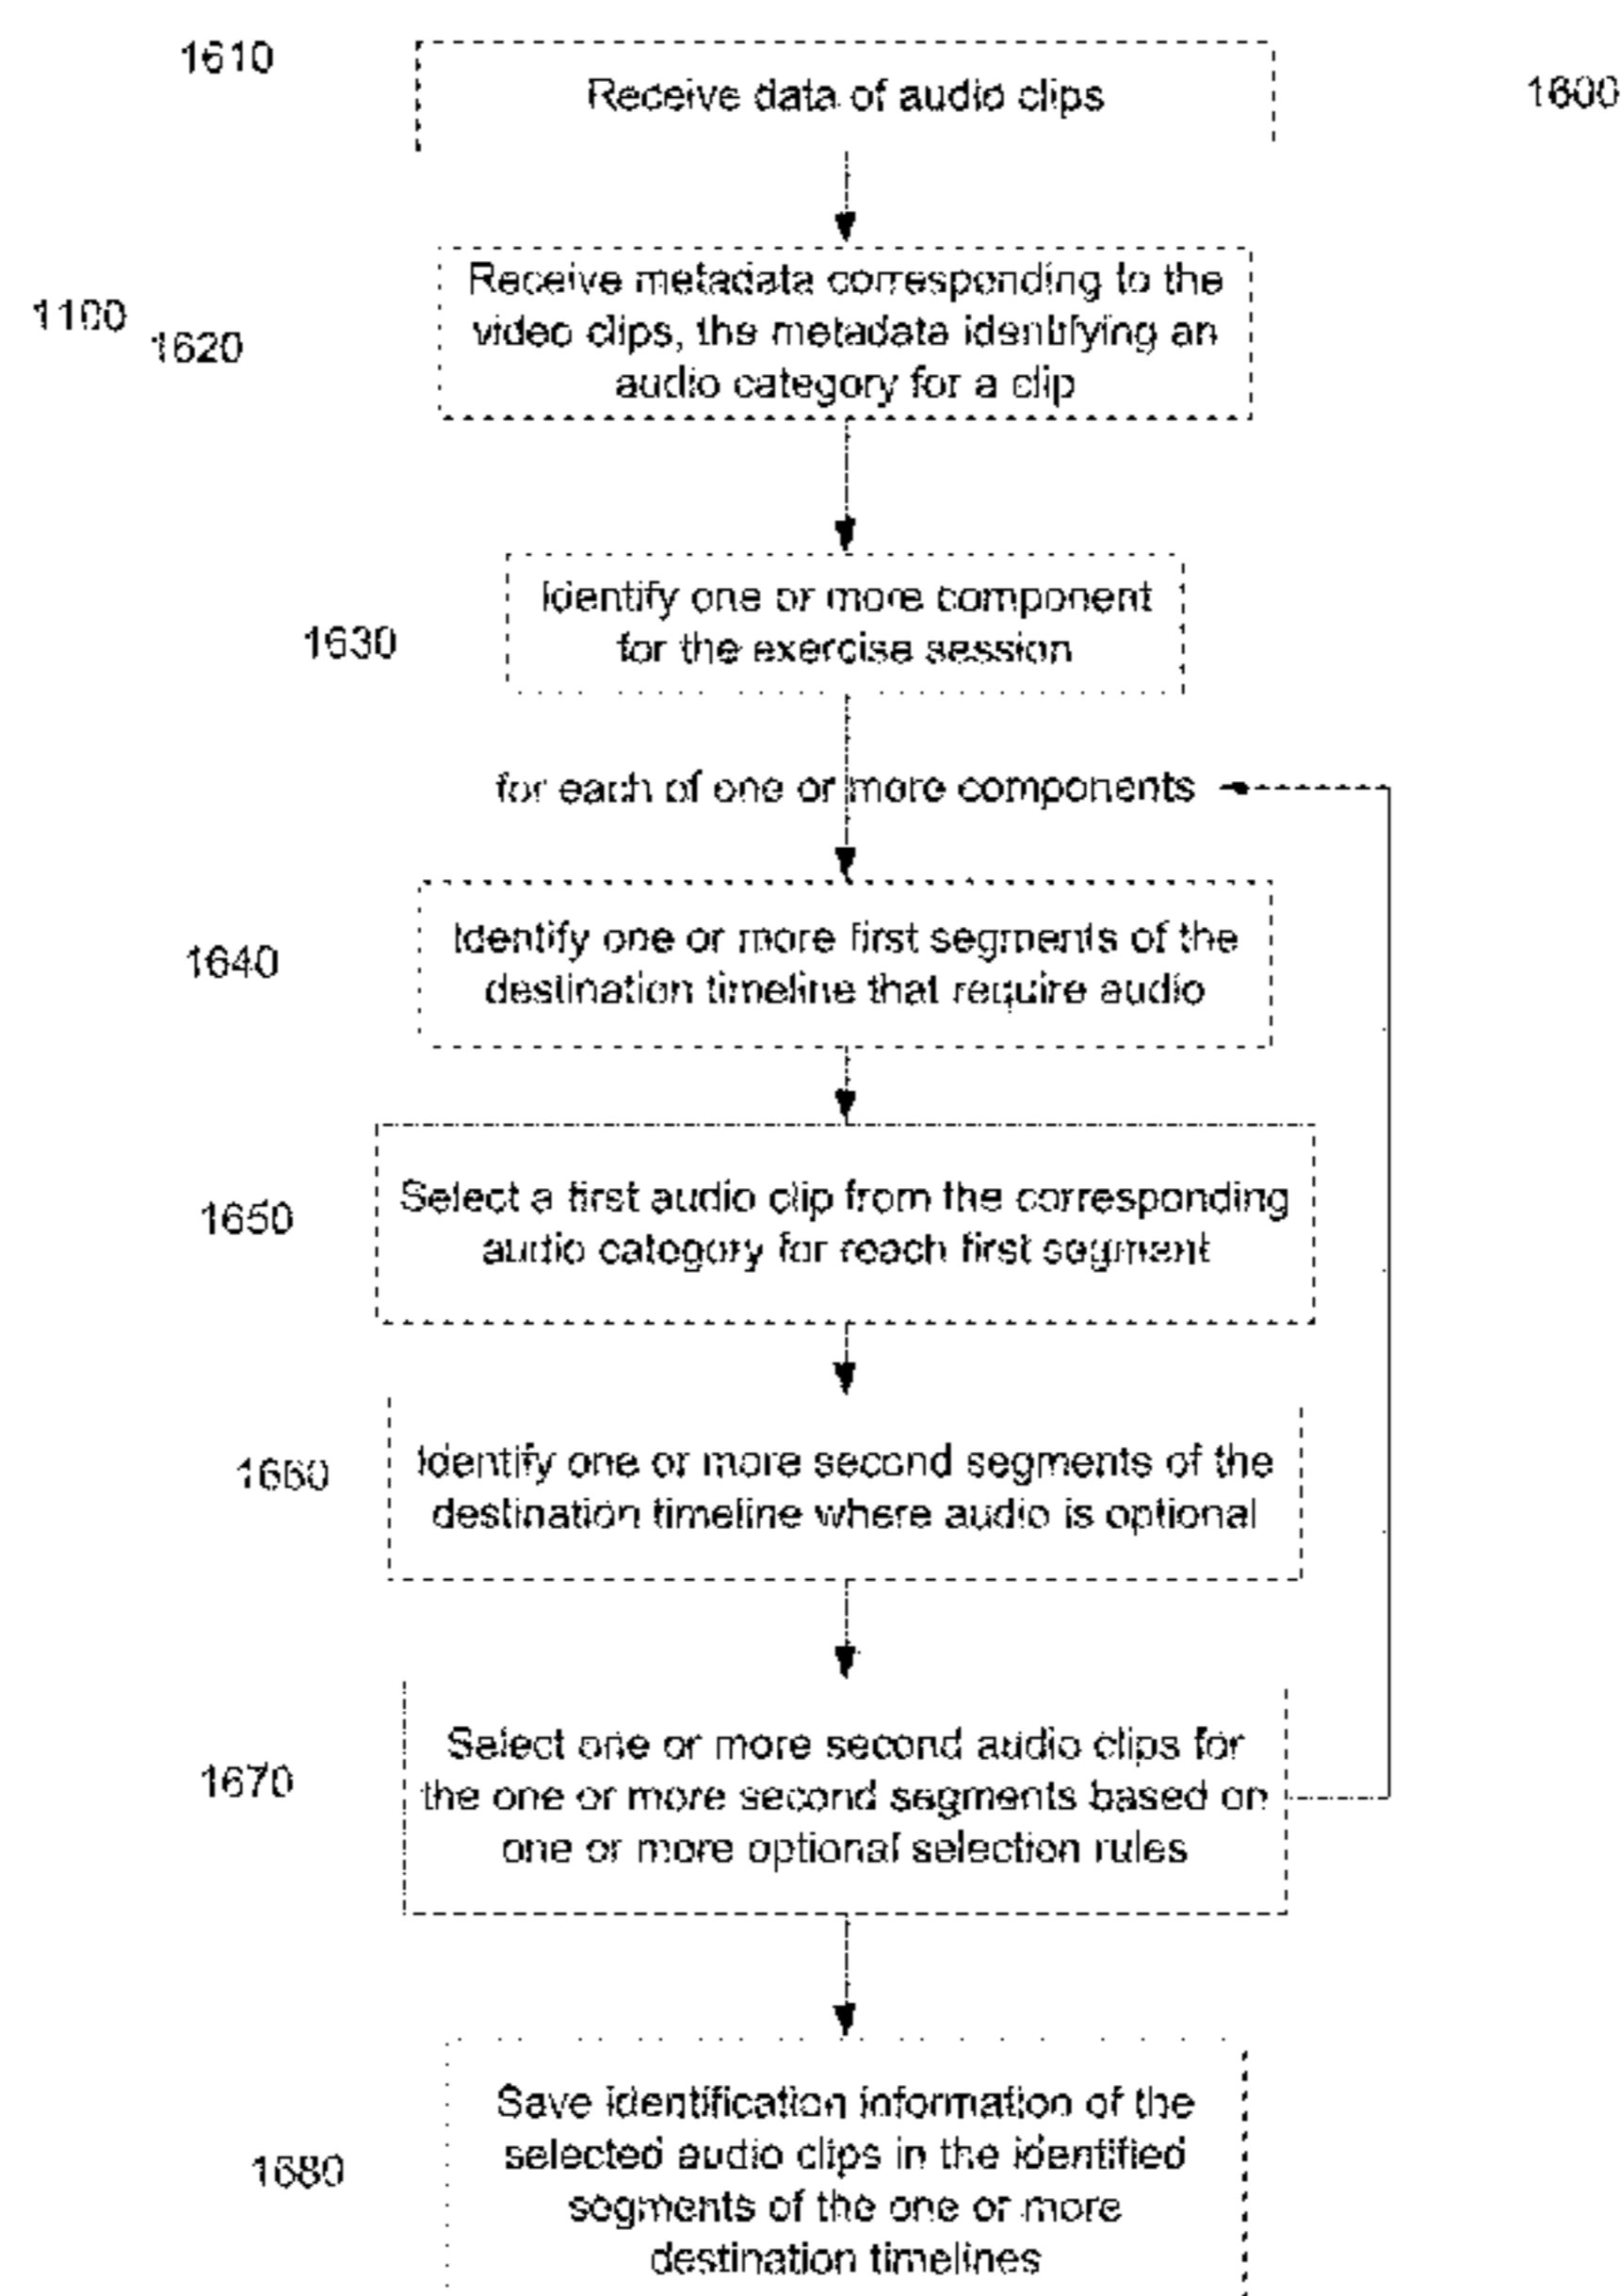 1610
Receive data of audio clips
1600
Receive metadata corresponding to the
1100
video clips, the metadata identifying an
1620
audio category for a clip
Identify one or more component
1630
for the exercise session
for each of one or more components
Identify one or more first segments of the
1640
destination timeline that require audio
Select a first audio clip from the corresponding
1650
audio category for reach first segment
Identify one or more second segments of the
1660
destination timeline where audio is optional
Select one or more second audio clips for
1670
the one or more second segments based on
one or more optional selection rules
Save identification information of the
selected audio clips in the identified
1680
segments of the one or more
destination timelines